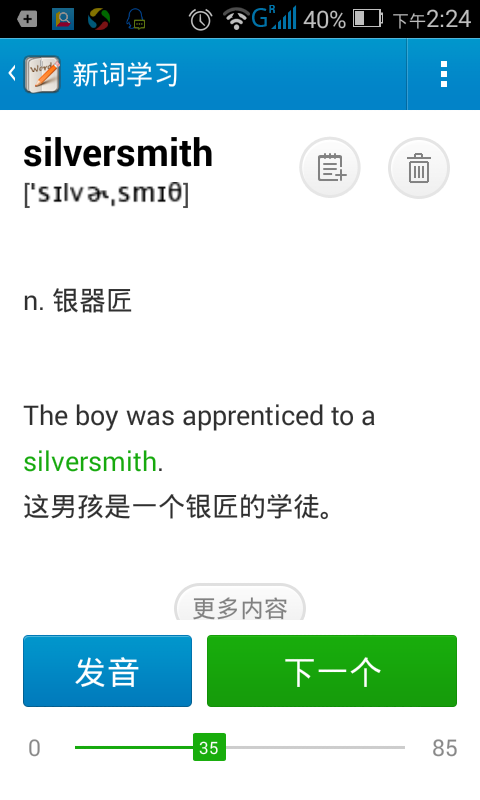 G R 40% 下午2:24
Words 新词学习
silversmith
[ˈsɪlvɚˌsmɪθ]
n. 银器匠
The boy was apprenticed to a
silversmith.
这男孩是一个银匠的学徒。
更多内容
发音 下一个
0 35 85